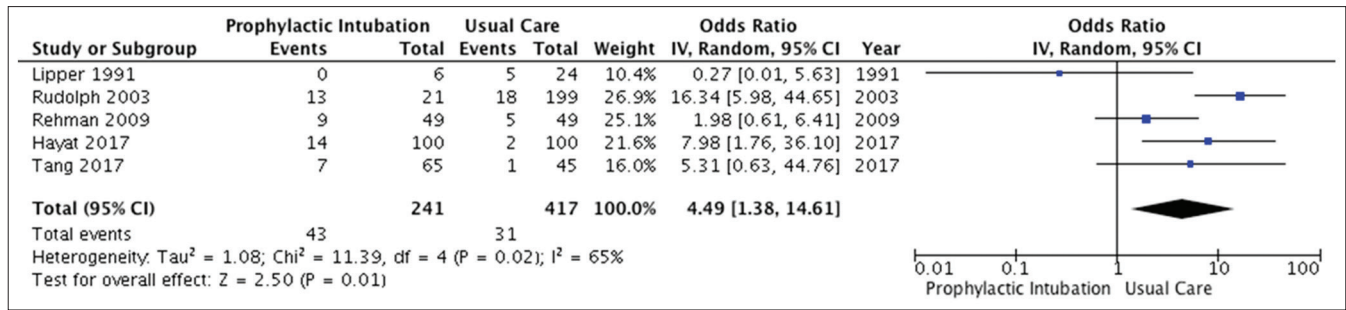 Prophylactic Intubation Usual Care Odds Ratio Odds Ratio
Study or Subgroup Events Total Events Total Weight IV, Random, 95% CI Year IV, Random, 95% CI
Lipper 1991 0 6 5 24 10.4% 0.27 [0.01, 5.63] 1991
Rudolph 2003 13 21 18 199 26.9% 16.34 [5.98, 44.65] 2003
Rehman 2009 9 49 5 49 25.1% 1.98 [0.61, 6.41] 2009
Hayat 2017 14 100 2 100 21.6% 7.98 [1.76, 36.10] 2017
Tang 2017 7 65 1 45 16.0% 5.31 [0.63, 44.76] 2017
Total (95% CI) 241 417 100.0% 4.49 [1.38, 14.61]
Total events 43 31
Heterogeneity: Tau² = 1.08; Chi² = 11.39, df = 4 (P = 0.02); I² = 65%
Test for overall effect: Z = 2.50 (P = 0.01)
0.01 0.1 1 10 100
Prophylactic Intubation Usual Care